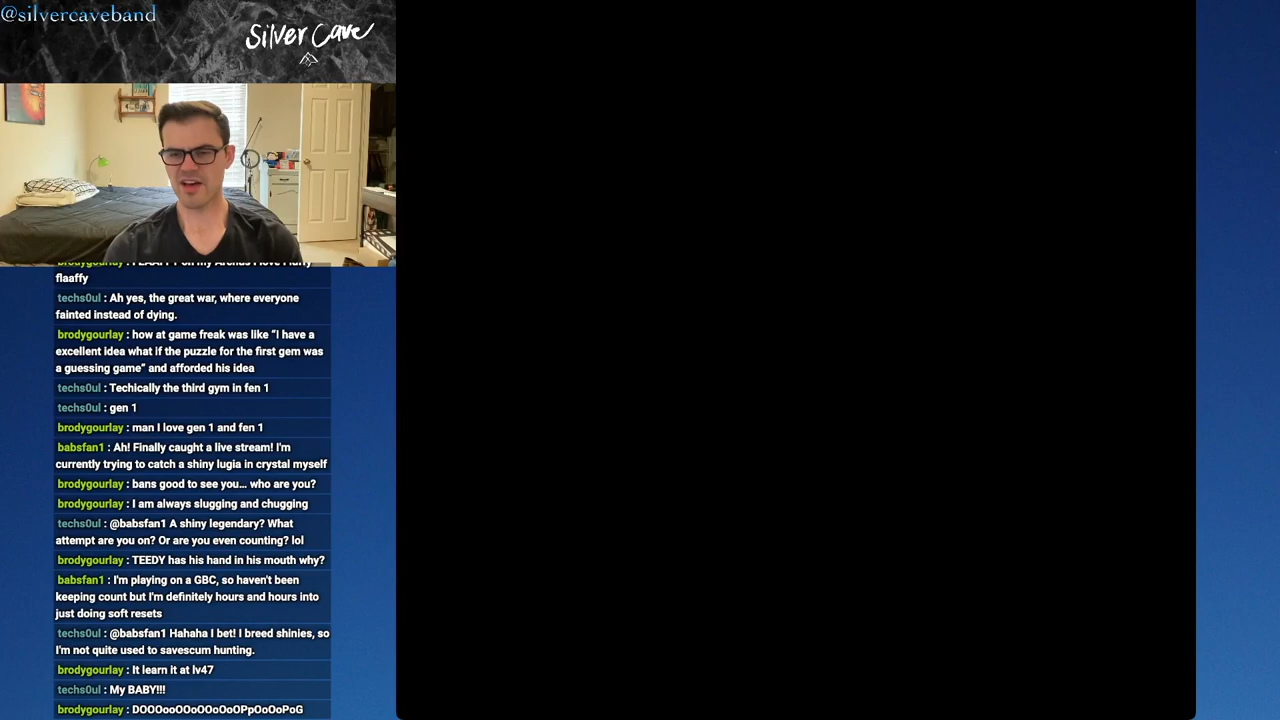 @silvercaveband
Silver Cave
flaaffy
techs0ul : Ah yes, the great war, where everyone
fainted instead of dying.
brodygourlay : how at game freak was like “I have a
excellent idea what if the puzzle for the first gem was
a guessing game” and afforded his idea
techs0ul : Techically the third gym in fen 1
techs0ul : gen 1
brodygourlay : man I love gen 1 and fen 1
babsfan1 : Ah! Finally caught a live stream! I'm
currently trying to catch a shiny lugia in crystal myself
brodygourlay : bans good to see you… who are you?
brodygourlay : I am always slugging and chugging
techs0ul : @babsfan1 A shiny legendary? What
attempt are you on? Or are you even counting? lol
brodygourlay : TEEDY has his hand in his mouth why?
babsfan1 : I'm playing on a GBC, so haven't been
keeping count but I'm definitely hours and hours into
just doing soft resets
techs0ul : @babsfan1 Hahaha I bet! I breed shinies, so
I'm not quite used to savescum hunting.
brodygourlay : It learn it at lv47
techs0ul : My BABY!!!
brodygourlay : DOOOooOOoOOoOoOPpOoOoPoG